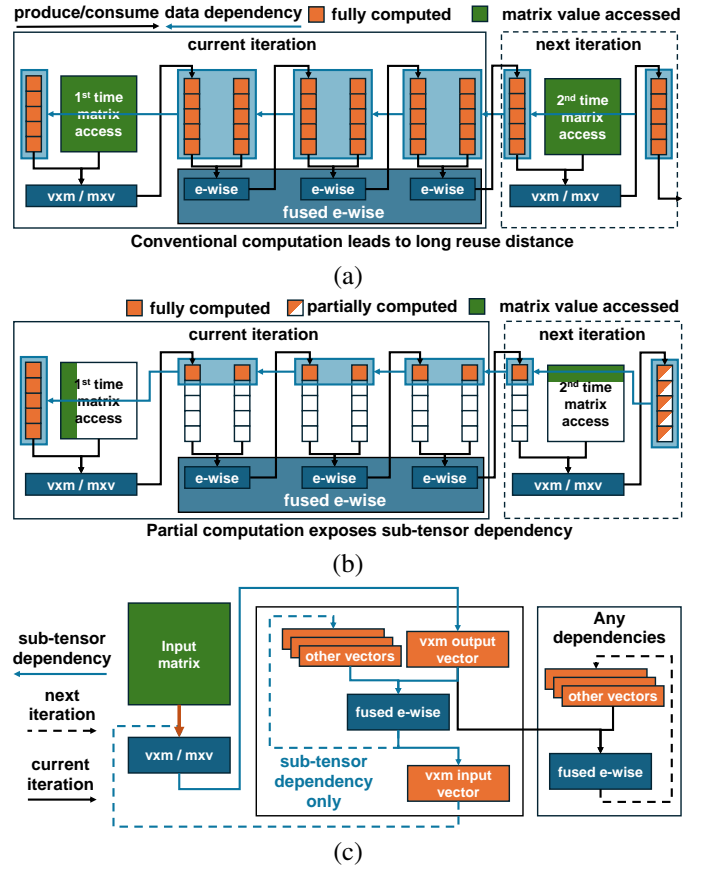 produce/consume data dependency fully computed matrix value accessed
current iteration
next iteration
1st time
matrix
access
2nd time
matrix
access
vxm / mxv
e-wise
e-wise
e-wise
fused e-wise
vxm / mxv
Conventional computation leads to long reuse distance
(a)
fully computed partially computed matrix value accessed
current iteration
next iteration
1st time
matrix
access
2nd time
matrix
access
vxm / mxv
e-wise
e-wise
e-wise
fused e-wise
vxm / mxv
Partial computation exposes sub-tensor dependency
(b)
sub-tensor
dependency
next
iteration
current
iteration
Input
matrix
vxm / mxv
other vectors
vxm output
vector
fused e-wise
sub-tensor
dependency
only
vxm input
vector
Any
dependencies
other vectors
fused e-wise
(c)